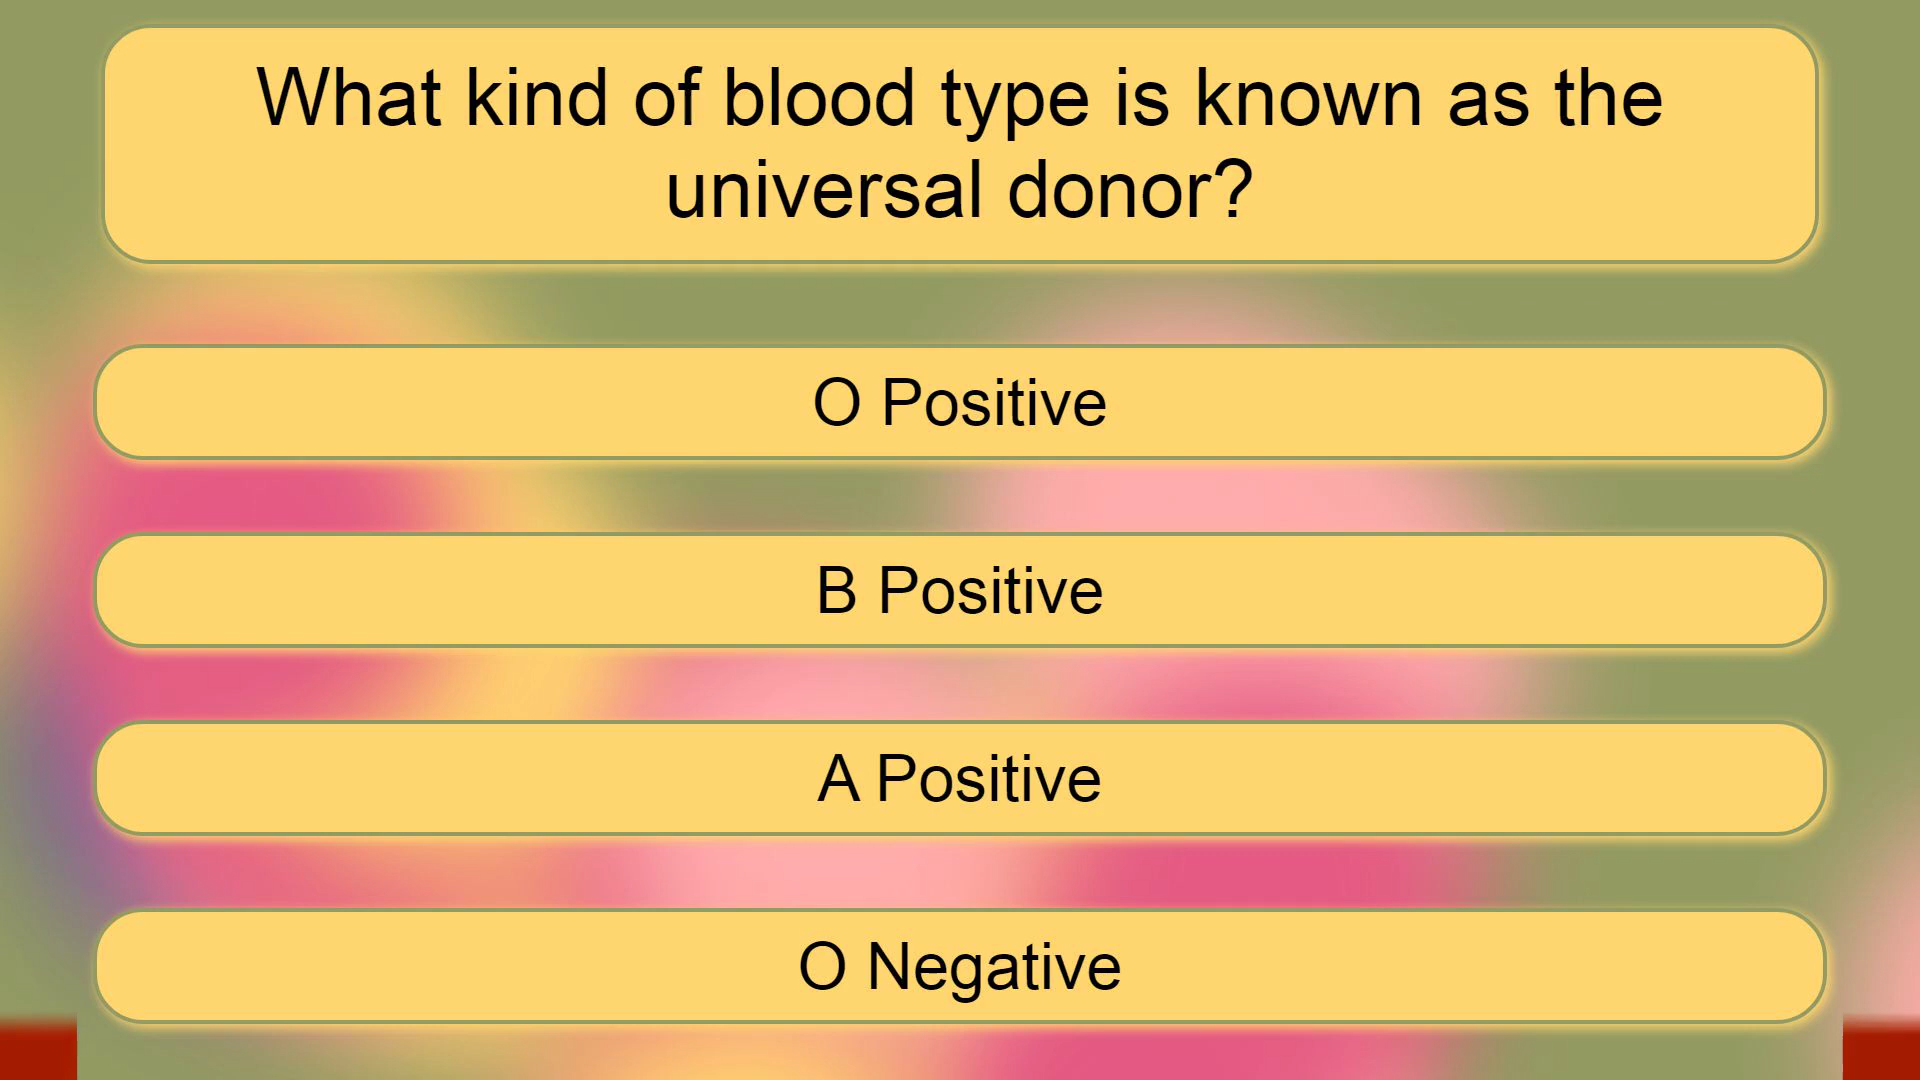 What kind of blood type is known as the
universal donor?
O Positive
B Positive
A Positive
O Negative